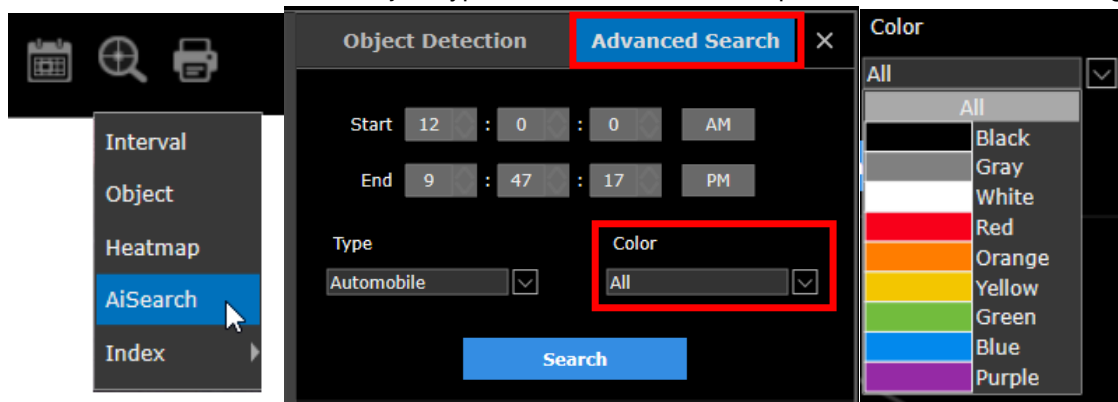 Interval
Object
Heatmap
AiSearch
Index
Object Detection Advanced Search ×
Start 12 : 0 : 0 AM
End 9 : 47 : 17 PM
Type Color
Automobile All
Search
Color
All
All
Black
Gray
White
Red
Orange
Yellow
Green
Blue
Purple